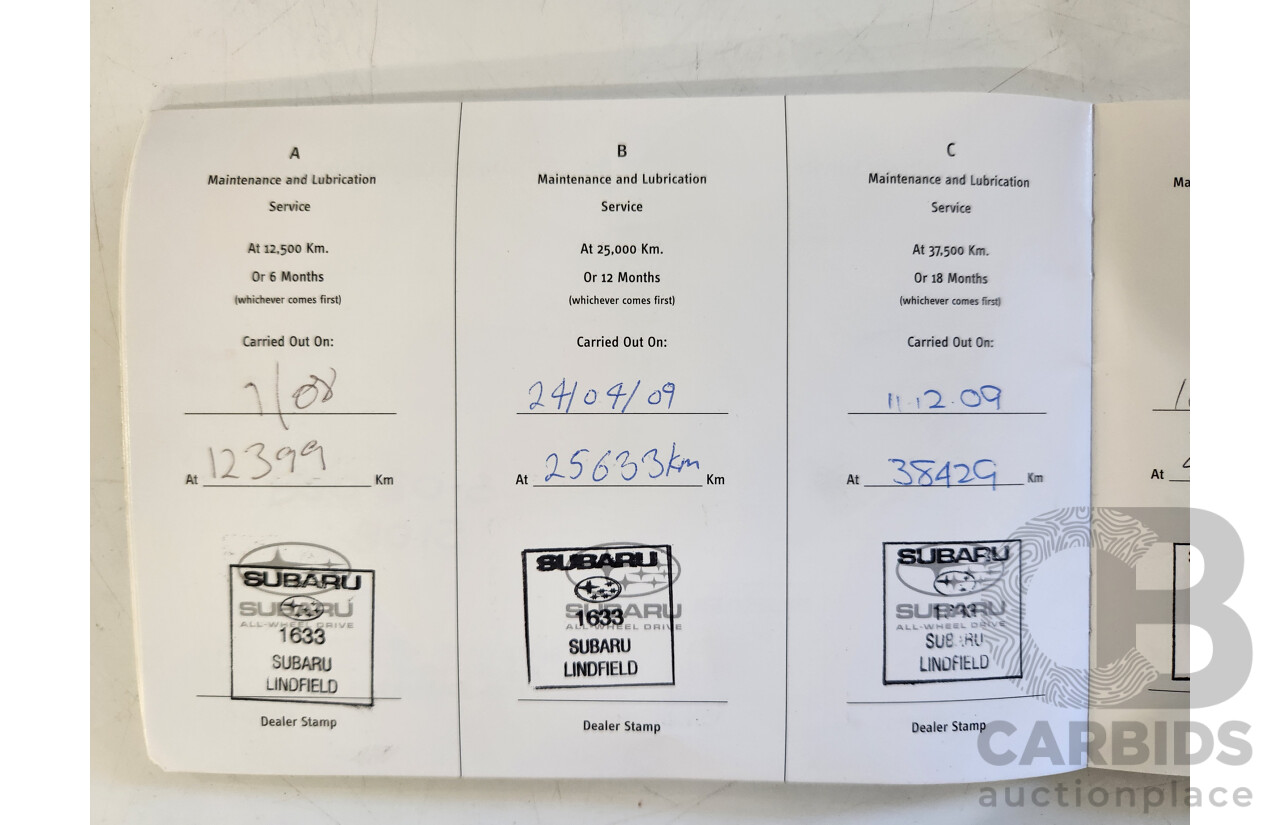 A
Maintenance and Lubrication
Service
At 12,500 Km.
Or 6 Months
(whichever comes first)
Carried Out On:
7/08
At 12399 Km
SUBARU
SUBARU
ALL-WHEEL DRIVE
1633
SUBARU
LINDFIELD
Dealer Stamp
B
Maintenance and Lubrication
Service
At 25,000 Km.
Or 12 Months
(whichever comes first)
Carried Out On:
24/04/09
At 25633km Km
SUBARU
SUBARU
ALL-WHEEL DRIVE
1633
SUBARU
LINDFIELD
Dealer Stamp
C
Maintenance and Lubrication
Service
At 37,500 Km.
Or 18 Months
(whichever comes first)
Carried Out On:
11.12.09
At 38429 Km
SUBARU
SUBARU
1633
ALL-WHEEL DRIVE
SUBARU
LINDFIELD
Dealer Stamp
Ma
At
CB
CARBIDS
auctionplace